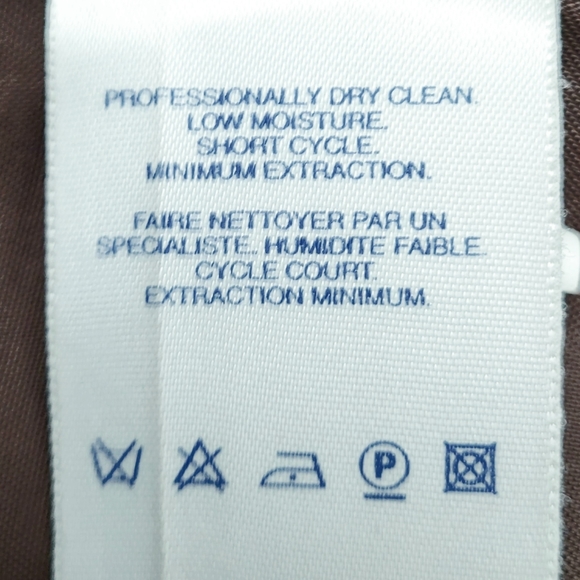 PROFESSIONALLY DRY CLEAN.
LOW MOISTURE.
SHORT CYCLE.
MINIMUM EXTRACTION.
FAIRE NETTOYER PAR UN
SPECIALISTE. HUMIDITE FAIBLE.
CYCLE COURT.
EXTRACTION MINIMUM.
P